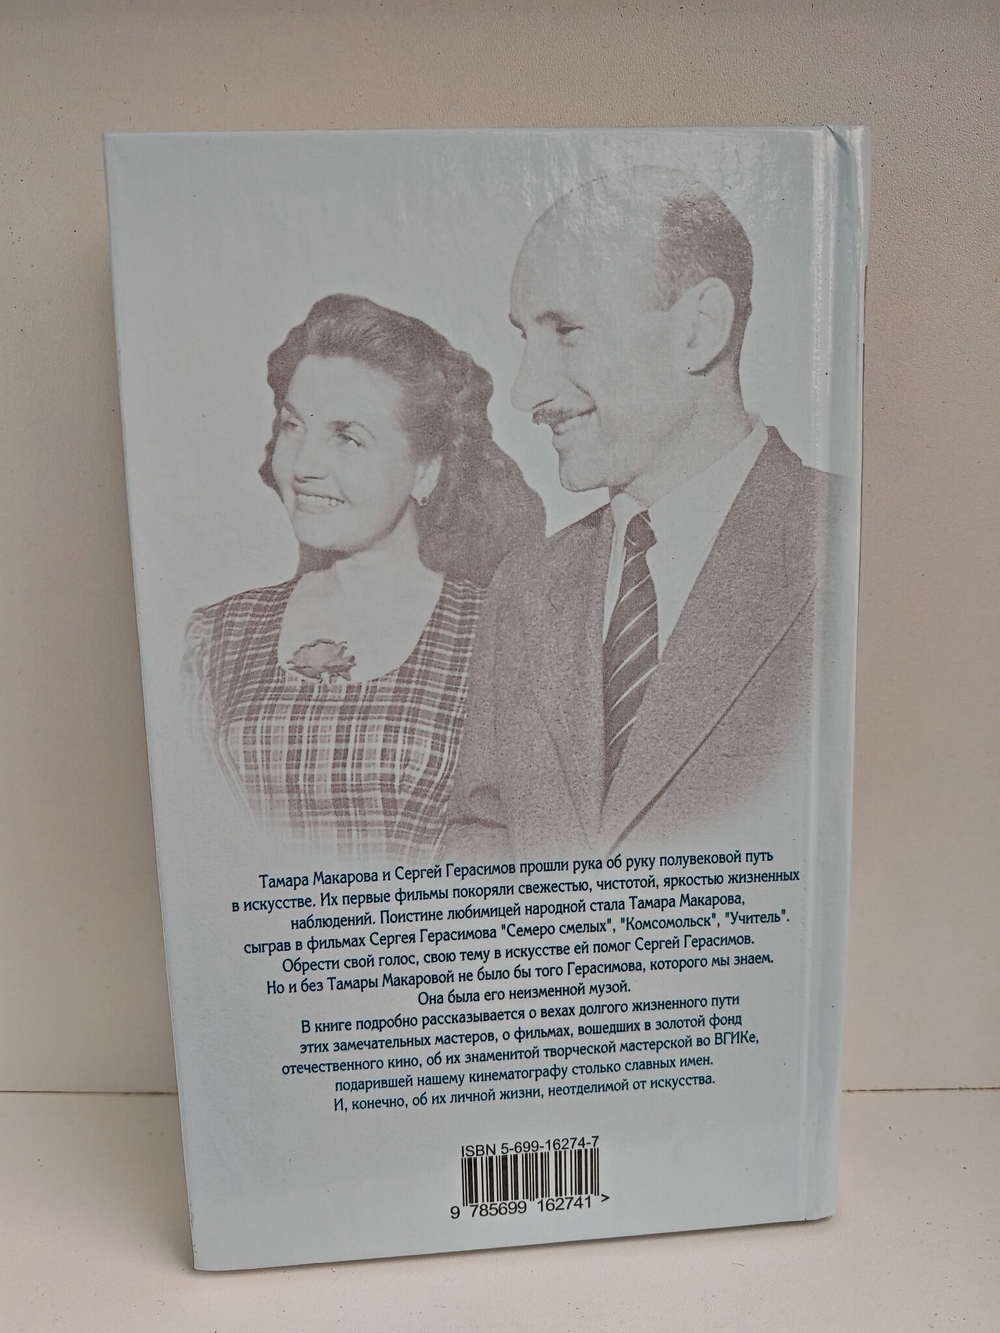 Тамара Макарова и Сергей Герасимов прошли рука об руку полувековой путь
в искусстве. Их первые фильмы покоряли свежестью, чистотой, яркостью жизненных
наблюдений. Поистине любимицей народной стала Тамара Макарова,
сыграв в фильмах Сергея Герасимова "Семеро смелых", "Комсомольск", "Учитель".
Обрести свой голос, свою тему в искусстве ей помог Сергей Герасимов.
Но и без Тамары Макаровой не было бы того Герасимова, которого мы знаем.
Она была его неизменной музой.
В книге подробно рассказывается о вехах долгого жизненного пути
этих замечательных мастеров, о фильмах, вошедших в золотой фонд
отечественного кино, об их знаменитой творческой мастерской во ВГИКе,
подарившей нашему кинематографу столько славных имен.
И, конечно, об их личной жизни, неотделимой от искусства.
ISBN 5-699-16274-7
9 785699 162741 >